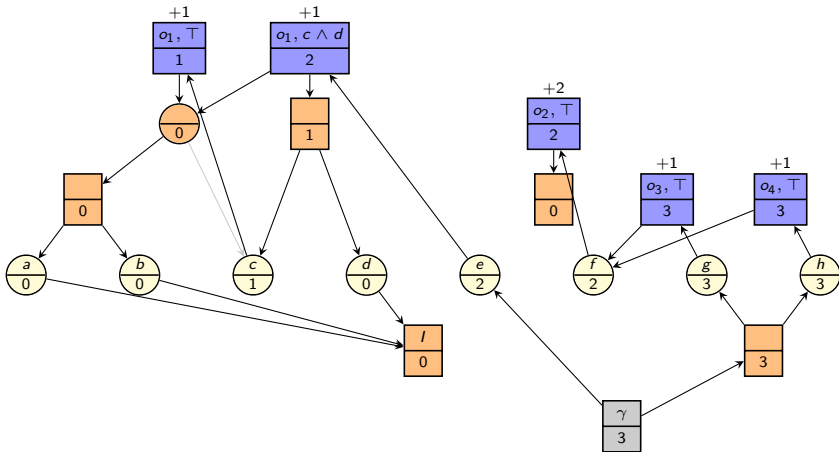 +1 +1
o₁, ⊤ o₁, c ∧ d
1 2
+2
o₂, ⊤
2
0
1
+1 +1
o₃, ⊤ o₄, ⊤
3 3
0 0
a b c d e f g h
0 0 1 0 2 2 3 3
I
0
3
γ
3